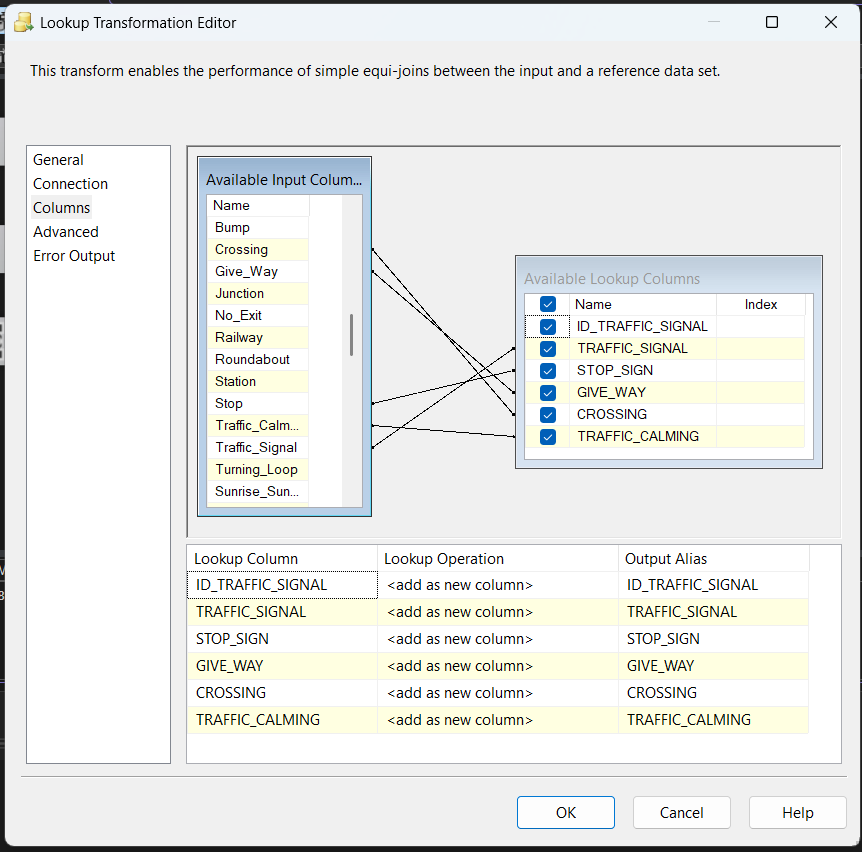 Lookup Transformation Editor
This transform enables the performance of simple equi-joins between the input and a reference data set.
General
Connection
Columns
Advanced
Error Output
Available Input Colum...
Name
Bump
Crossing
Give_Way
Junction
No_Exit
Railway
Roundabout
Station
Stop
Traffic_Calm...
Traffic_Signal
Turning_Loop
Sunrise_Sun...
Available Lookup Columns
Name Index
ID_TRAFFIC_SIGNAL
TRAFFIC_SIGNAL
STOP_SIGN
GIVE_WAY
CROSSING
TRAFFIC_CALMING
Lookup Column Lookup Operation Output Alias
ID_TRAFFIC_SIGNAL <add as new column> ID_TRAFFIC_SIGNAL
TRAFFIC_SIGNAL <add as new column> TRAFFIC_SIGNAL
STOP_SIGN <add as new column> STOP_SIGN
GIVE_WAY <add as new column> GIVE_WAY
CROSSING <add as new column> CROSSING
TRAFFIC_CALMING <add as new column> TRAFFIC_CALMING
OK Cancel Help